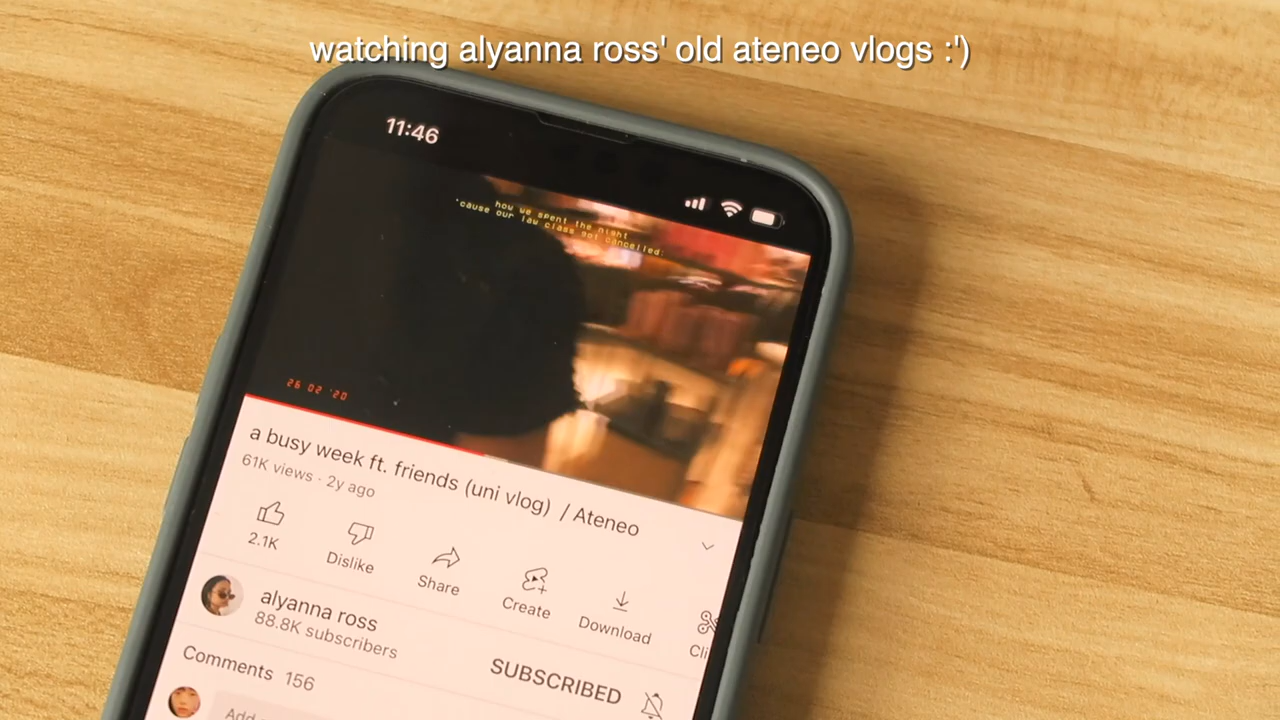 watching alyanna ross' old ateneo vlogs :')
11:46
how we spent the night
'cause our law class got cancelled:
26 02 '20
a busy week ft. friends (uni vlog) / Ateneo
61K views · 2y ago
2.1K
Dislike
Share
Create
Download
Cli
alyanna ross
88.8K subscribers
SUBSCRIBED
Comments 156
Add